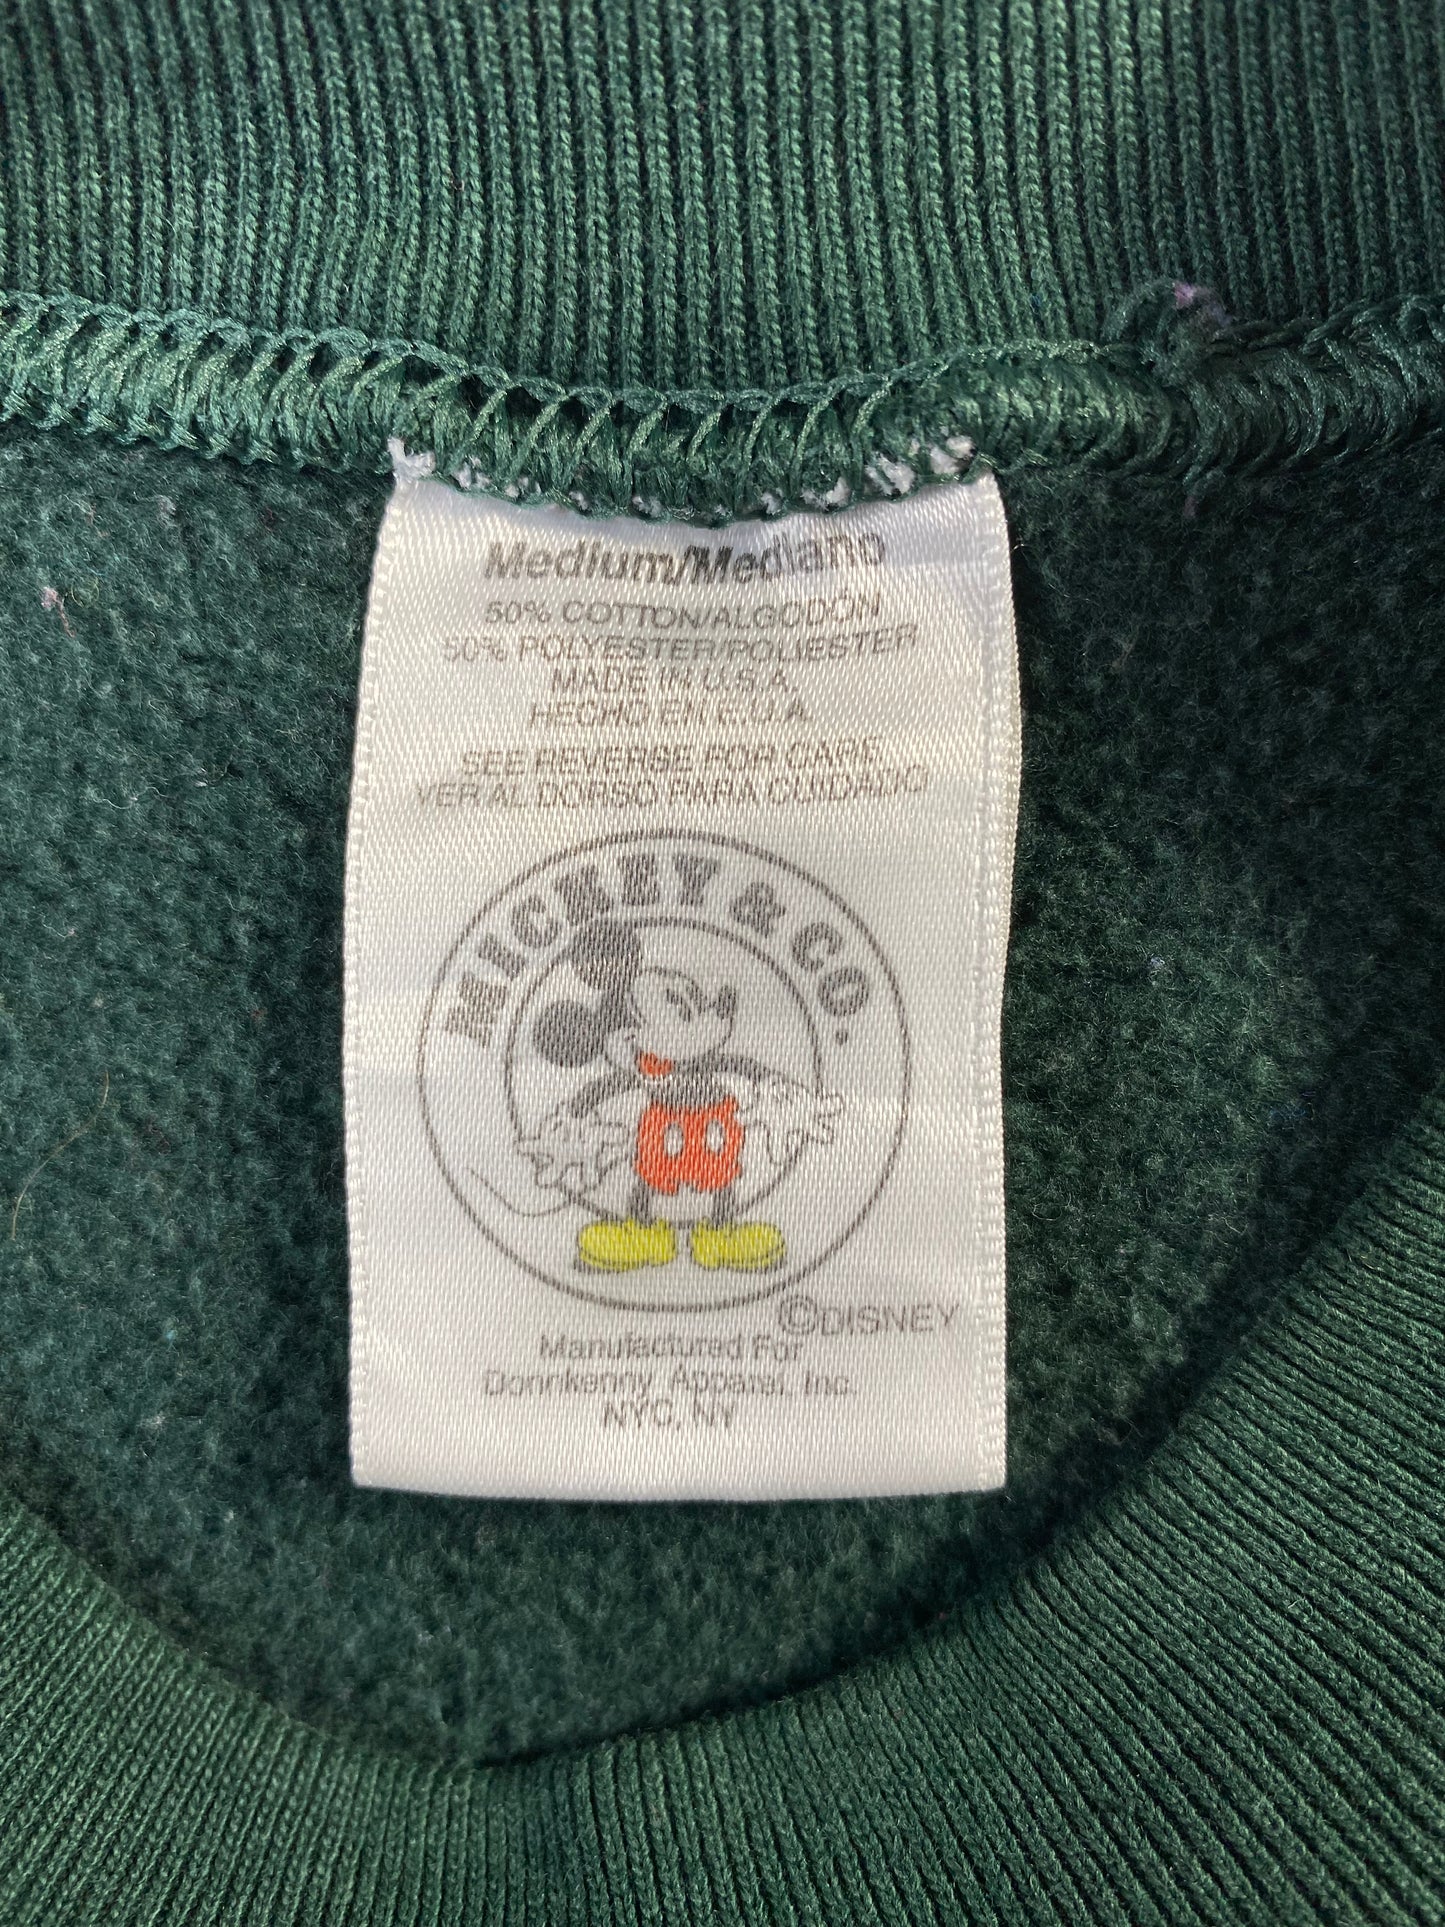 Medium/Mediano
50% COTTON/ALGODÓN
50% POLYESTER/POLIESTER
MADE IN U.S.A.
HECHO EN E.U.A.
SEE REVERSE FOR CARE
VER AL DORSO PARA CUIDADO
MICKEY & CO.
©DISNEY
Manufactured For
Donnkenny, Apparel, Inc.
NYC, NY